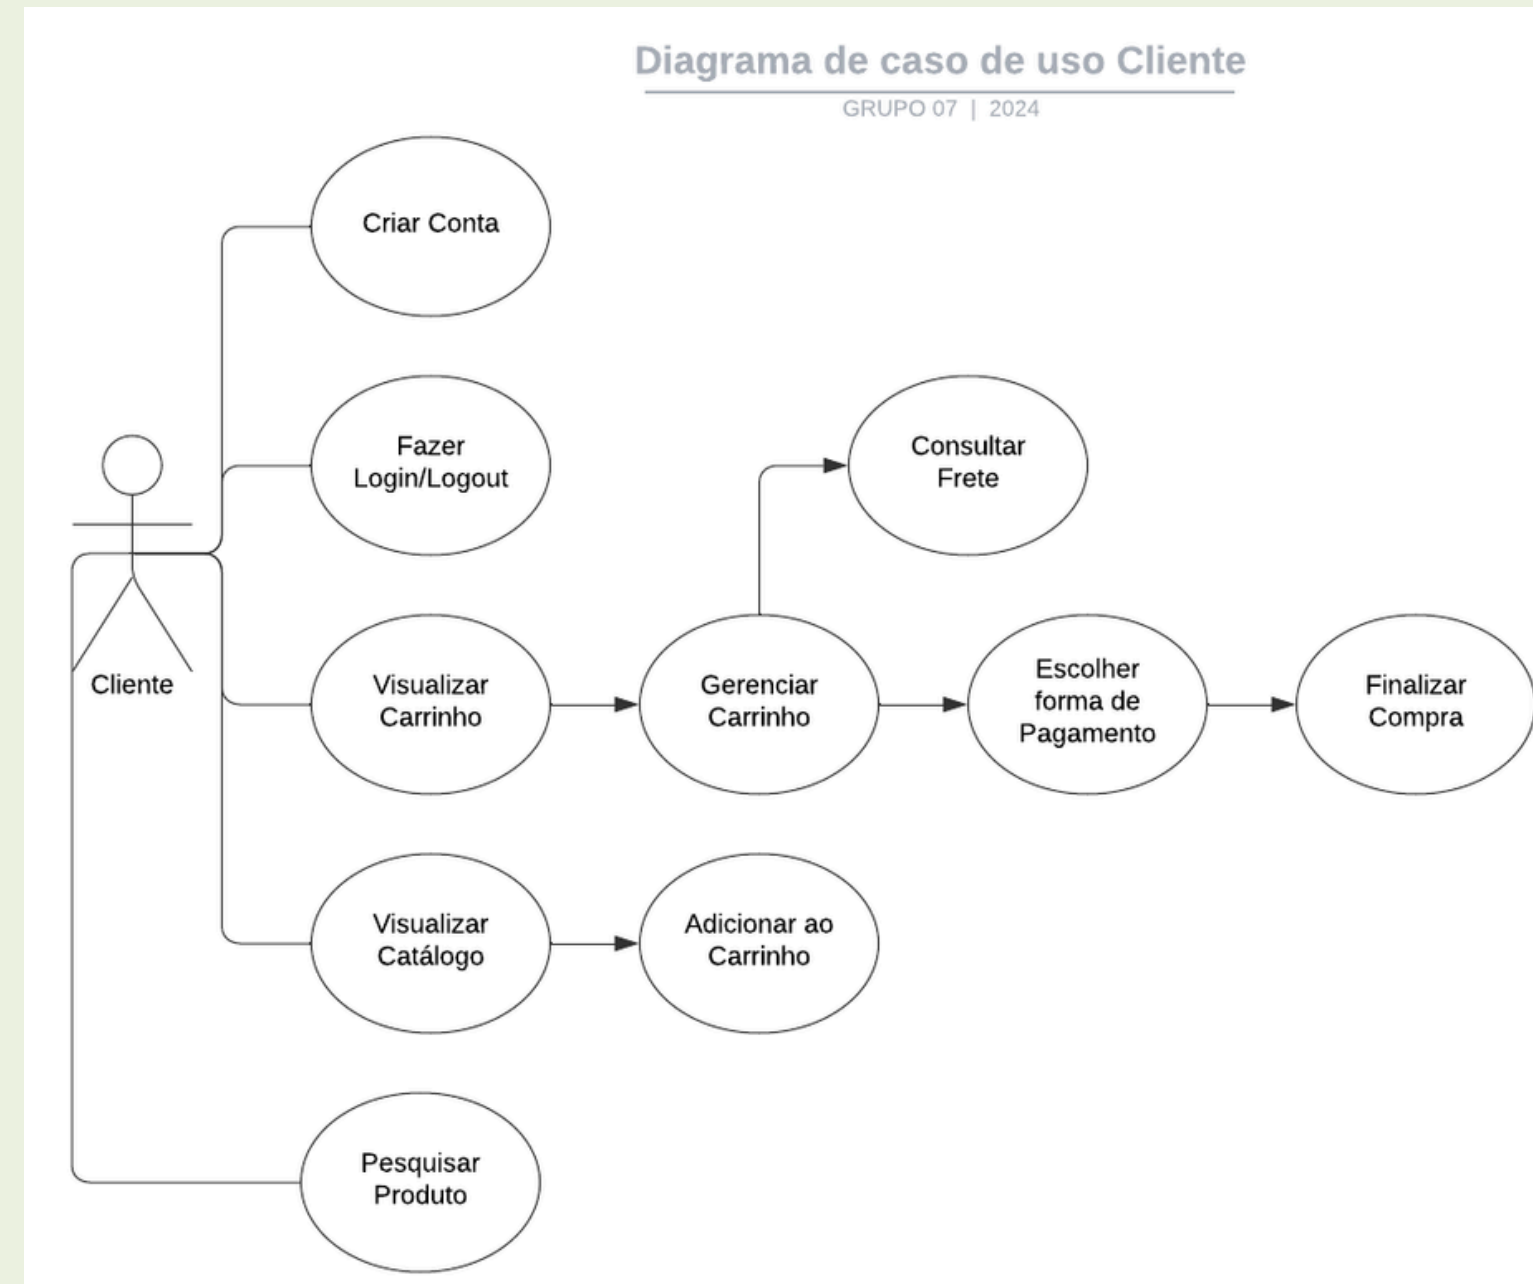 Diagrama de caso de uso Cliente
GRUPO 07 | 2024
Criar Conta
Fazer
Login/Logout
Consultar
Frete
Cliente
Visualizar
Carrinho
Gerenciar
Carrinho
Escolher
forma de
Pagamento
Finalizar
Compra
Visualizar
Catálogo
Adicionar ao
Carrinho
Pesquisar
Produto